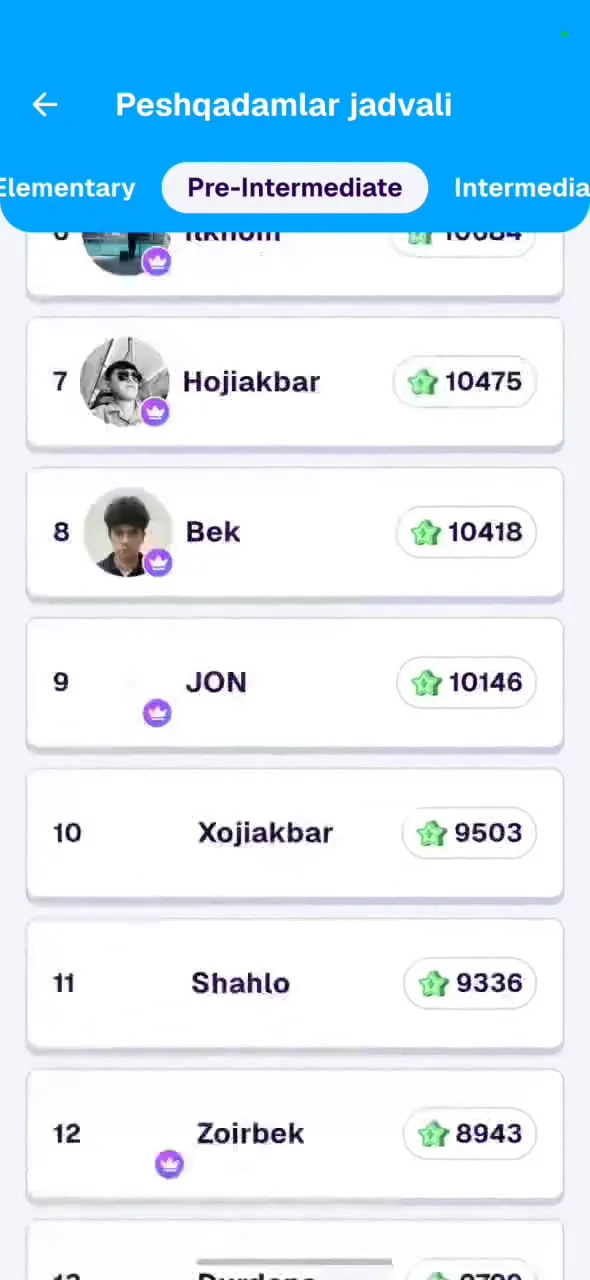 Peshqadamlar jadvali
Elementary Pre-Intermediate Intermedia
7 Hojiakbar 10475
8 Bek 10418
9 JON 10146
10 Xojiakbar 9503
11 Shahlo 9336
12 Zoirbek 8943